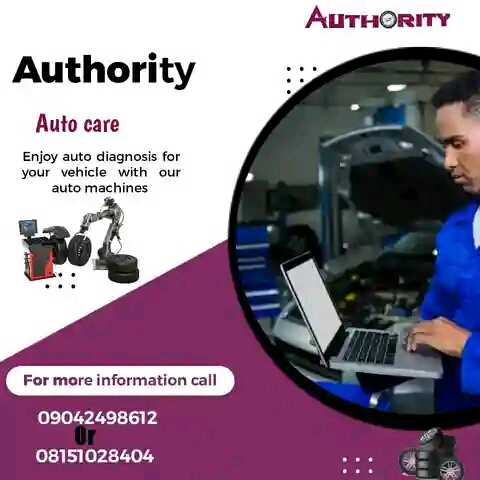 AUTHORITY
Authority
Auto care
Enjoy auto diagnosis for
your vehicle with our
auto machines
For more information call
09042498612
Or
08151028404